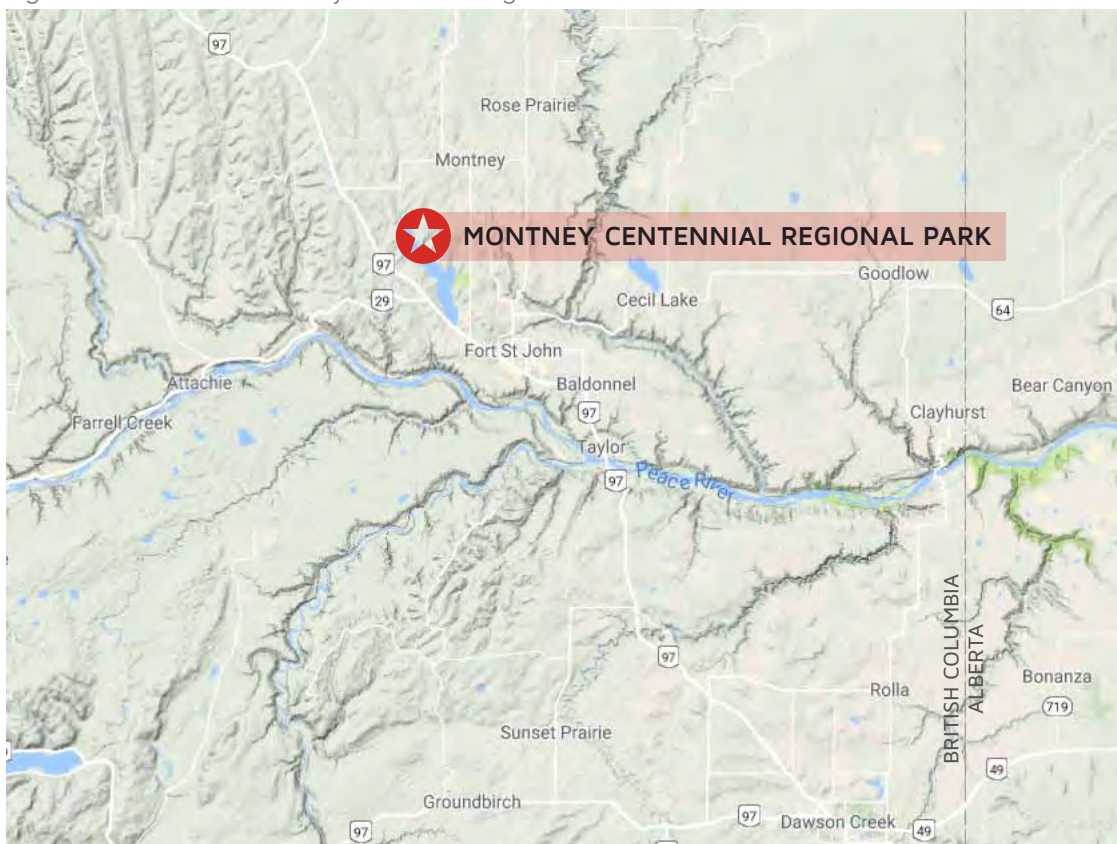 97
Rose Prairie
Montney
MONTNEY CENTENNIAL REGIONAL PARK
97
Goodlow
29
Cecil Lake
64
Fort St John
Attachie
Baldonnel
Bear Canyon
97
Clayhurst
Farrell Creek
Taylor
Peace River
97
BRITISH COLUMBIA
ALBERTA
97
Bonanza
Rolla
719
Sunset Prairie
49
Groundbirch
97
Dawson Creek
97
49